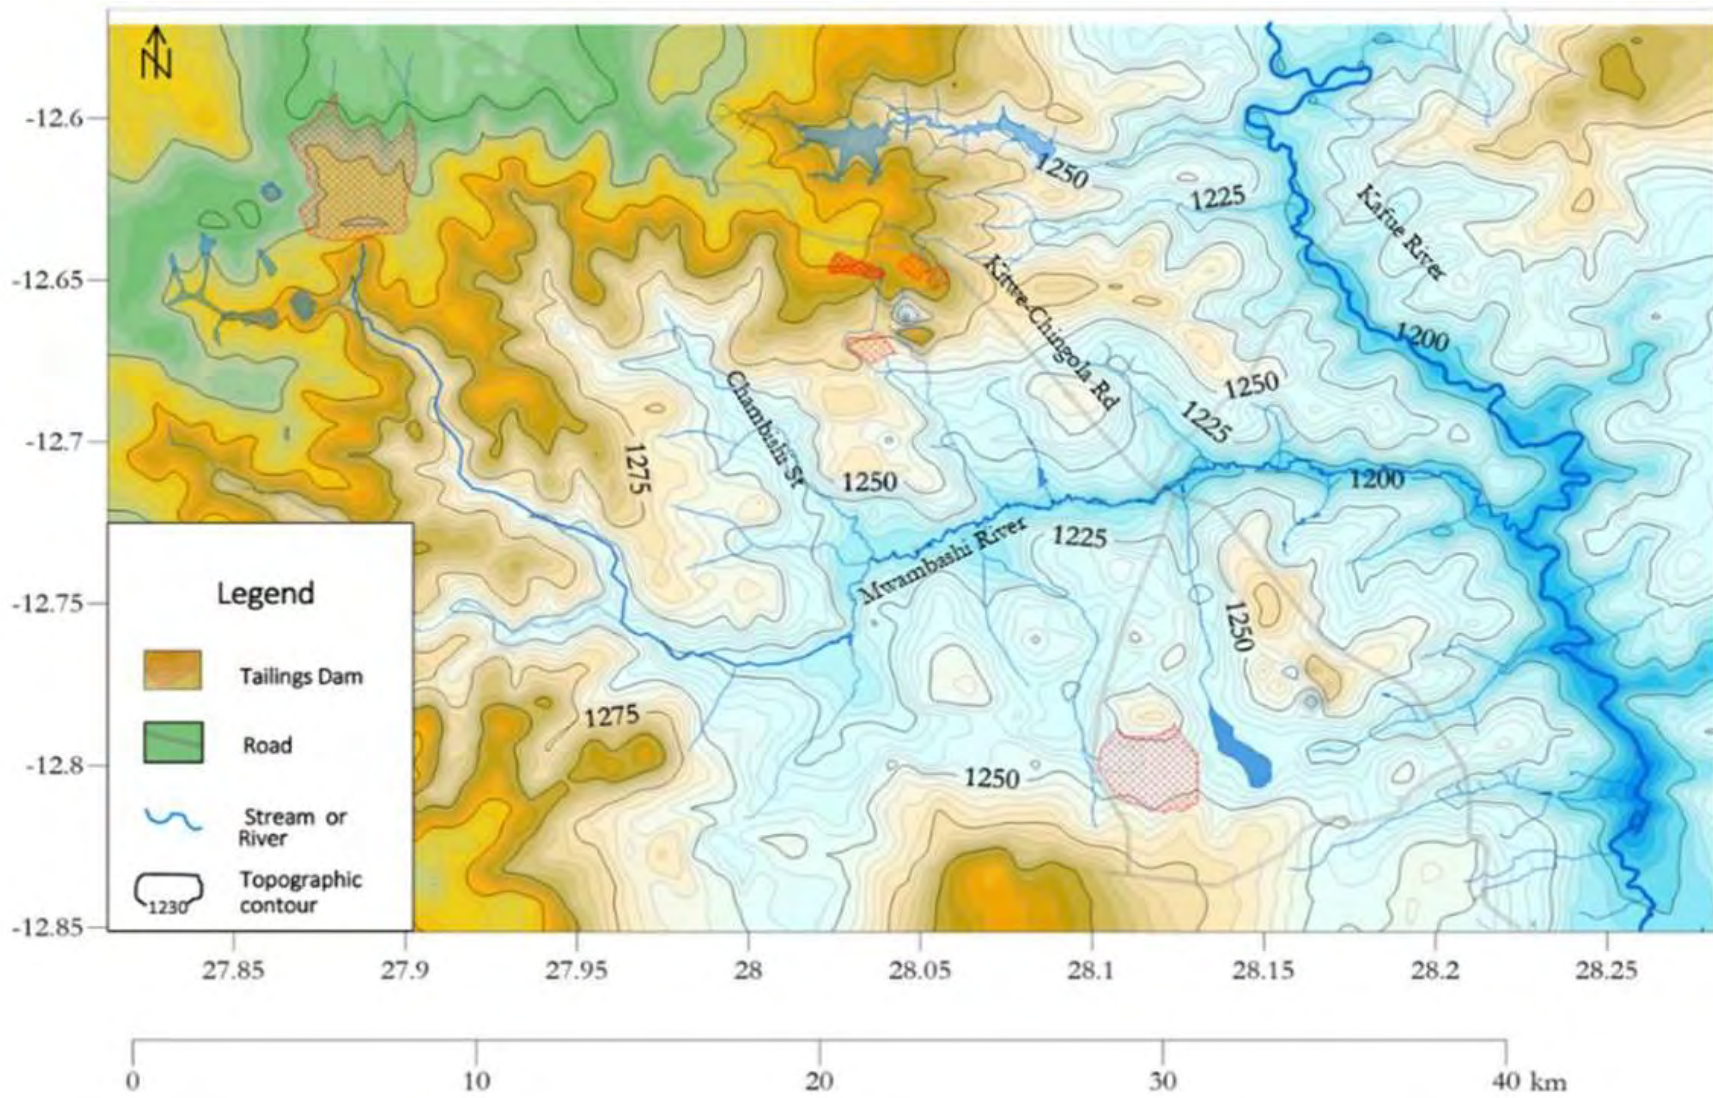 N
-12.6
-12.65
-12.7
-12.75
-12.8
-12.85
1250
1225
Kafue River
Kitwe-Chingola Rd
1200
1250
Chambishi St
1225
1275
1250
1200
Mwambashi River
1225
1250
1275
1250
Legend
Tailings Dam
Road
Stream or
River
Topographic
contour
1230
27.85 27.9 27.95 28 28.05 28.1 28.15 28.2 28.25
0 10 20 30 40 km